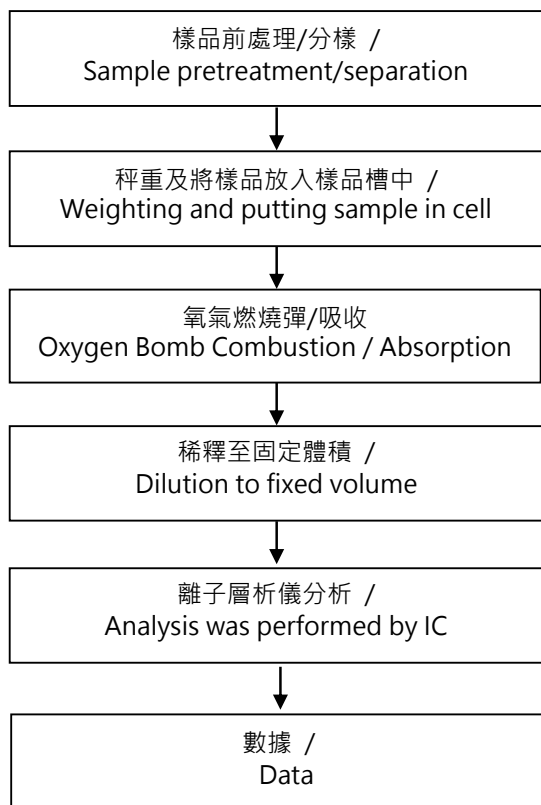 樣品前處理/分樣 /
Sample pretreatment/separation
秤重及將樣品放入樣品槽中 /
Weighting and putting sample in cell
氧氣燃燒彈/吸收
Oxygen Bomb Combustion / Absorption
稀釋至固定體積 /
Dilution to fixed volume
離子層析儀分析 /
Analysis was performed by IC
數據 /
Data